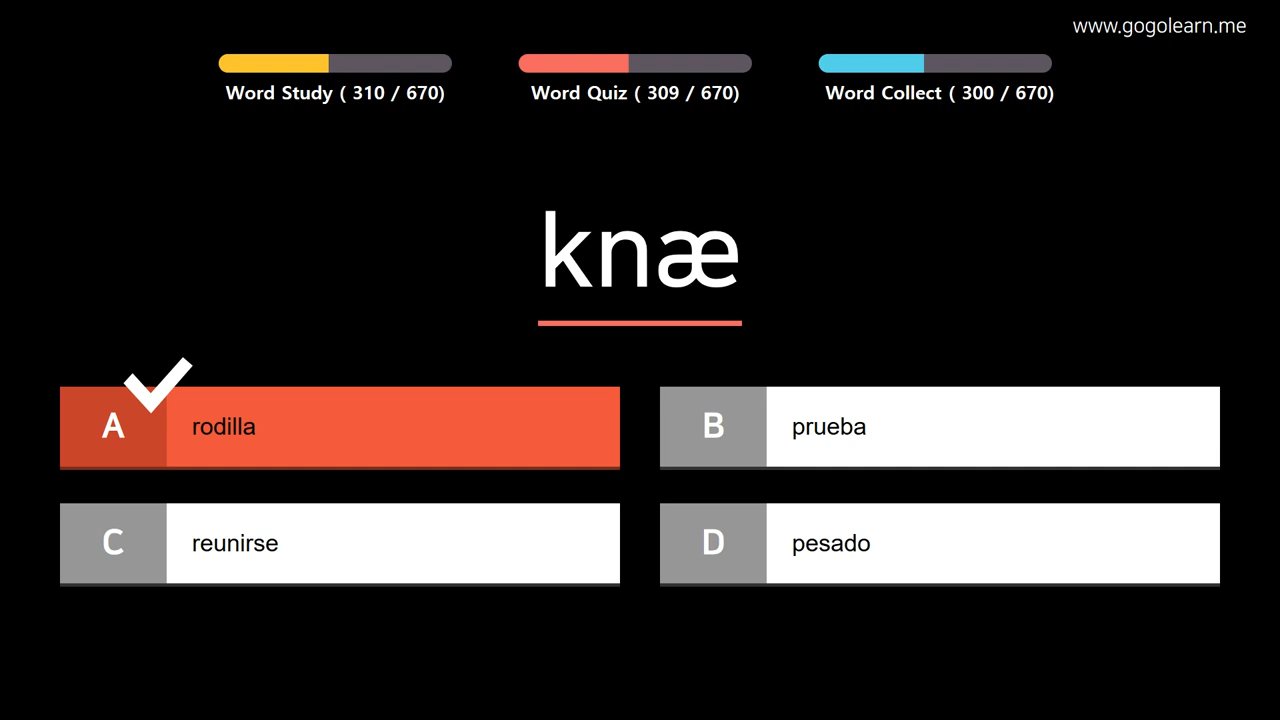 www.gogolearn.me
Word Study ( 310 / 670)
Word Quiz ( 309 / 670)
Word Collect ( 300 / 670)
knæ
A rodilla
B prueba
C reunirse
D pesado